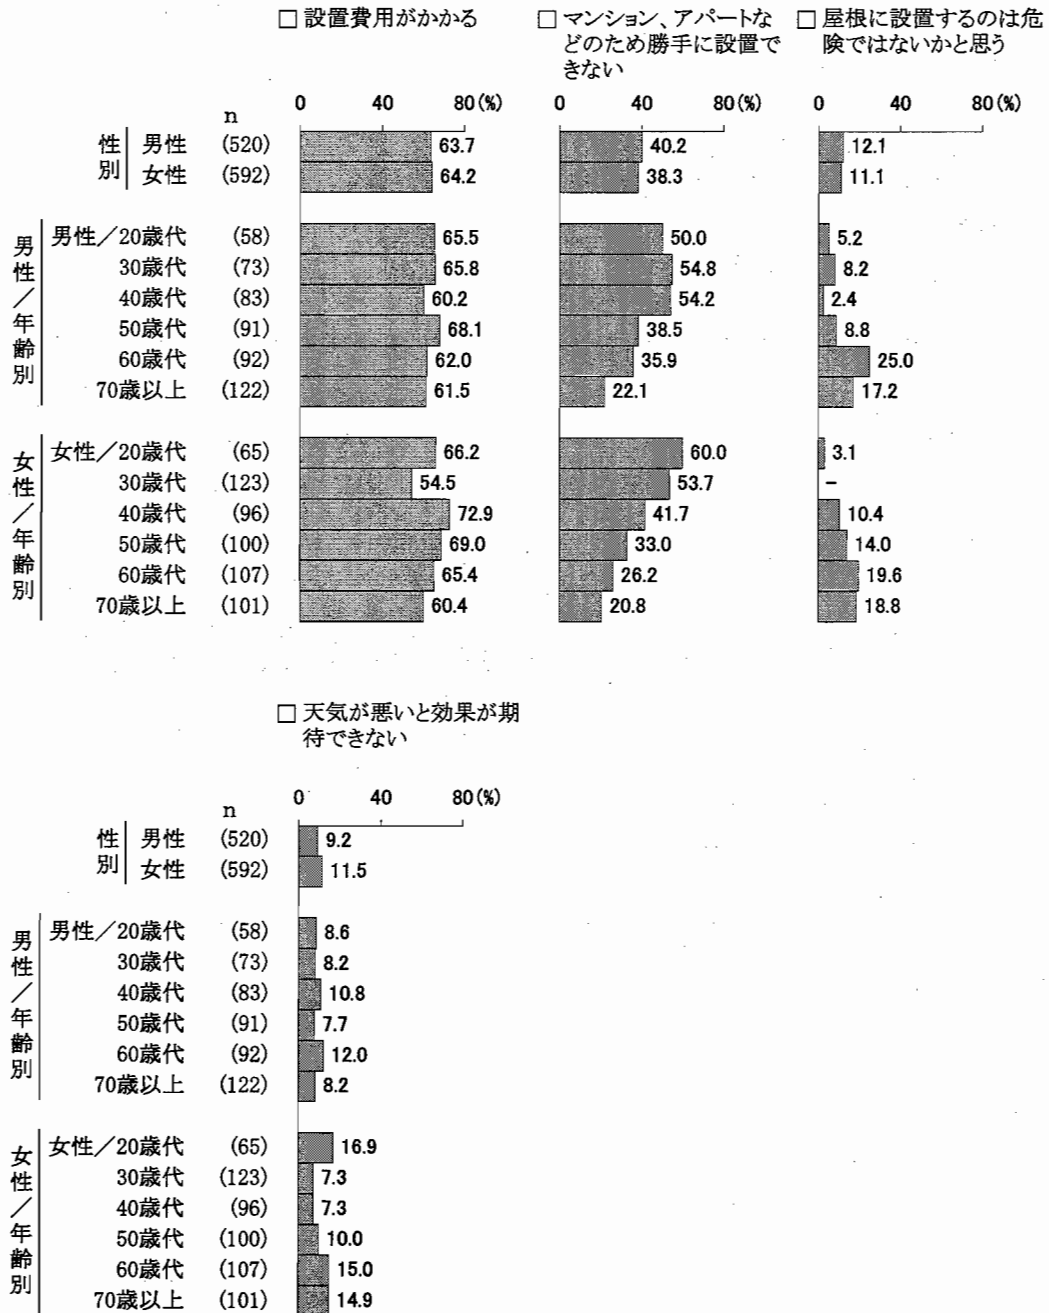 □ 設置費用がかかる
□ マンション、アパートな
どのため勝手に設置で
きない
□ 屋根に設置するのは危
険ではないかと思う
n 0 40 80(%) 0 40 80(%) 0 40 80(%)
性別
男性 (520) 63.7 40.2 12.1
女性 (592) 64.2 38.3 11.1
男性/年齢別
男性/20歳代 (58) 65.5 50.0 5.2
30歳代 (73) 65.8 54.8 8.2
40歳代 (83) 60.2 54.2 2.4
50歳代 (91) 68.1 38.5 8.8
60歳代 (92) 62.0 35.9 25.0
70歳以上 (122) 61.5 22.1 17.2
女性/年齢別
女性/20歳代 (65) 66.2 60.0 3.1
30歳代 (123) 54.5 53.7 -
40歳代 (96) 72.9 41.7 10.4
50歳代 (100) 69.0 33.0 14.0
60歳代 (107) 65.4 26.2 19.6
70歳以上 (101) 60.4 20.8 18.8
□ 天気が悪いと効果が期
待できない
n 0 40 80(%)
性別
男性 (520) 9.2
女性 (592) 11.5
男性/年齢別
男性/20歳代 (58) 8.6
30歳代 (73) 8.2
40歳代 (83) 10.8
50歳代 (91) 7.7
60歳代 (92) 12.0
70歳以上 (122) 8.2
女性/年齢別
女性/20歳代 (65) 16.9
30歳代 (123) 7.3
40歳代 (96) 7.3
50歳代 (100) 10.0
60歳代 (107) 15.0
70歳以上 (101) 14.9